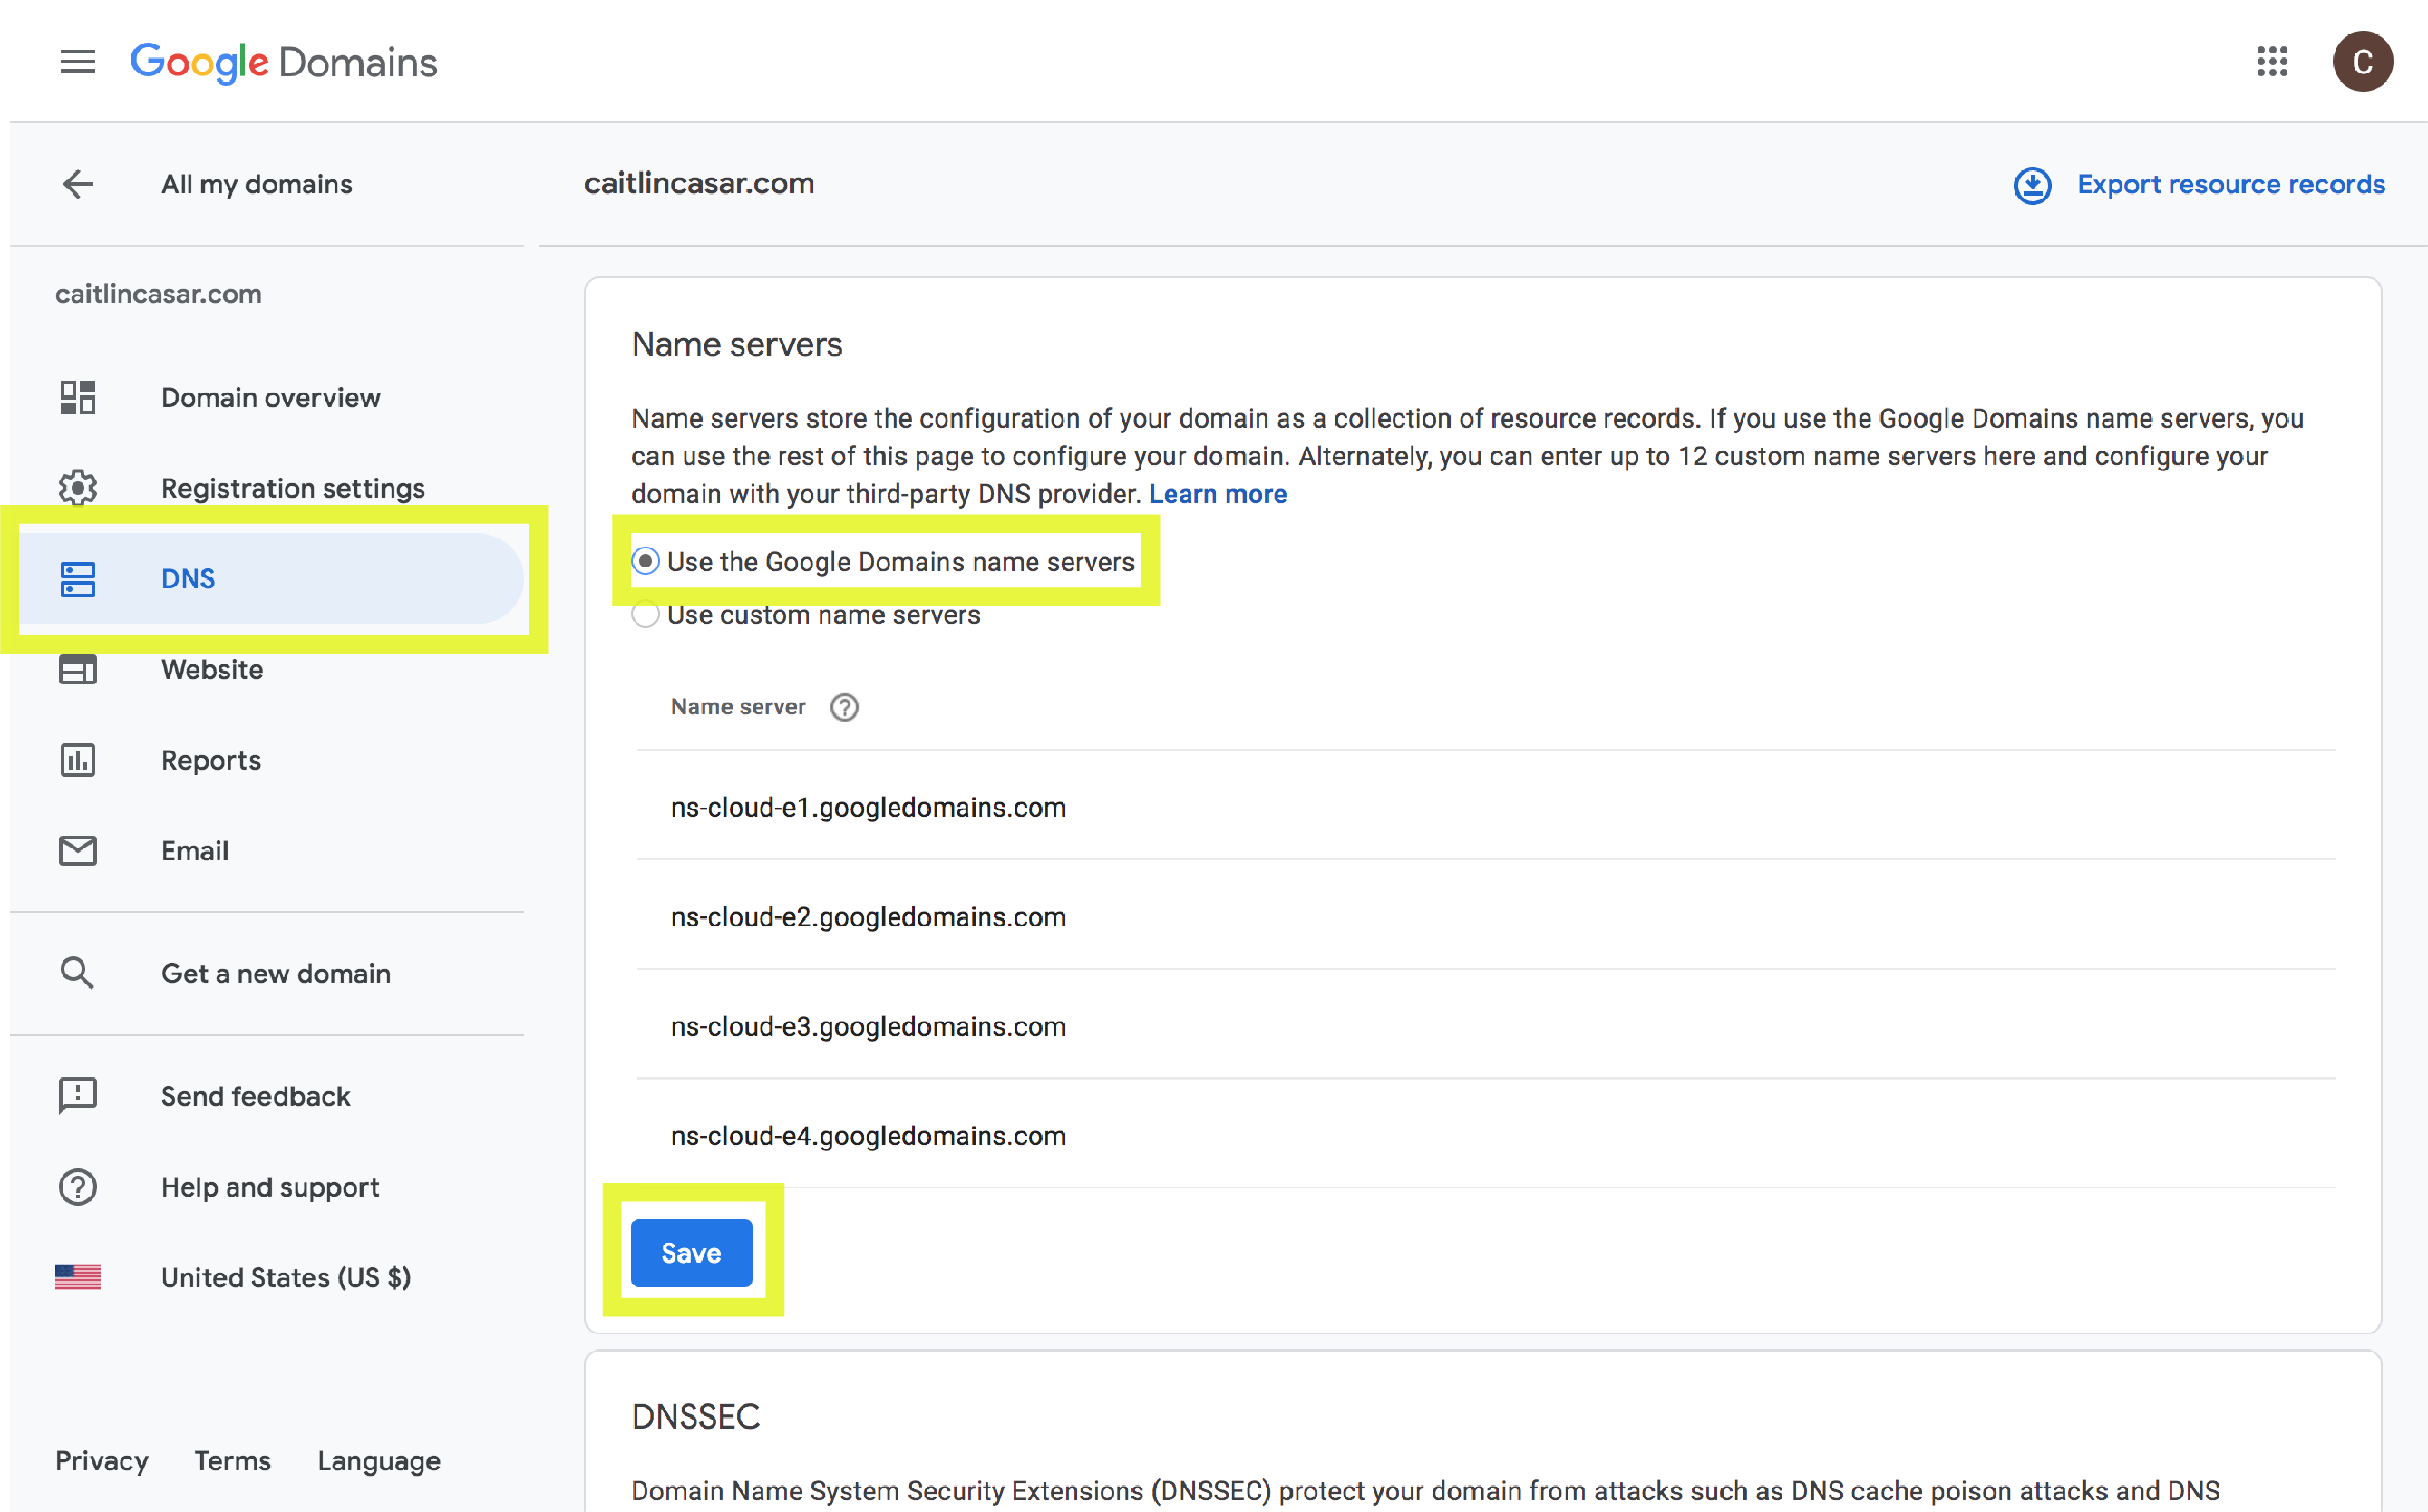 Google Domains
C
All my domains
caitlincasar.com
Export resource records
caitlincasar.com
Domain overview
Registration settings
DNS
Website
Reports
Email
Get a new domain
Send feedback
Help and support
United States (US $)
Privacy Terms Language
Name servers
Name servers store the configuration of your domain as a collection of resource records. If you use the Google Domains name servers, you
can use the rest of this page to configure your domain. Alternately, you can enter up to 12 custom name servers here and configure your
domain with your third-party DNS provider. Learn more
Use the Google Domains name servers
Use custom name servers
Name server
ns-cloud-e1.googledomains.com
ns-cloud-e2.googledomains.com
ns-cloud-e3.googledomains.com
ns-cloud-e4.googledomains.com
Save
DNSSEC
Domain Name System Security Extensions (DNSSEC) protect your domain from attacks such as DNS cache poison attacks and DNS